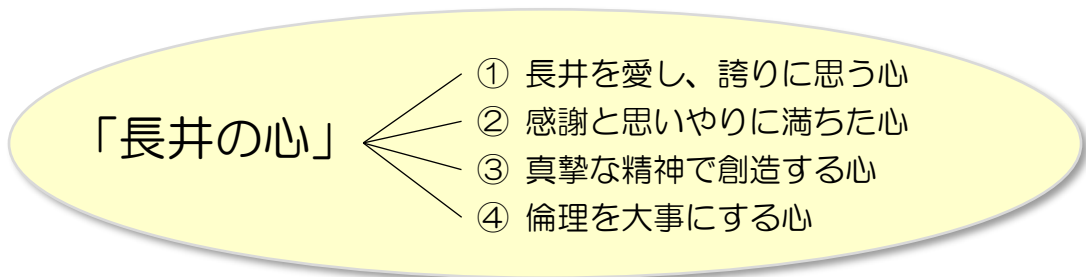 「長井の心」
① 長井を愛し、誇りに思う心
② 感謝と思いやりに満ちた心
③ 真摯な精神で創造する心
④ 倫理を大事にする心